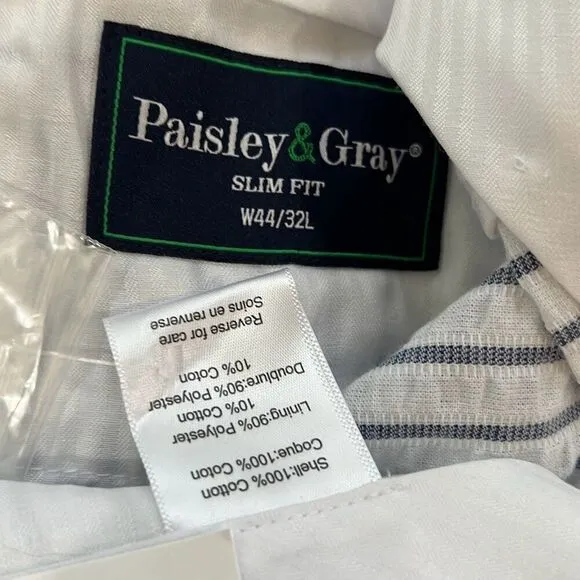 Paisley&Gray®
SLIM FIT
W44/32L
Shell:100% Cotton
Coque:100% Coton
Lining:90% Polyester
10% Cotton
Doublure:90% Polyester
10% Coton
Reverse for care
Soins en renverse